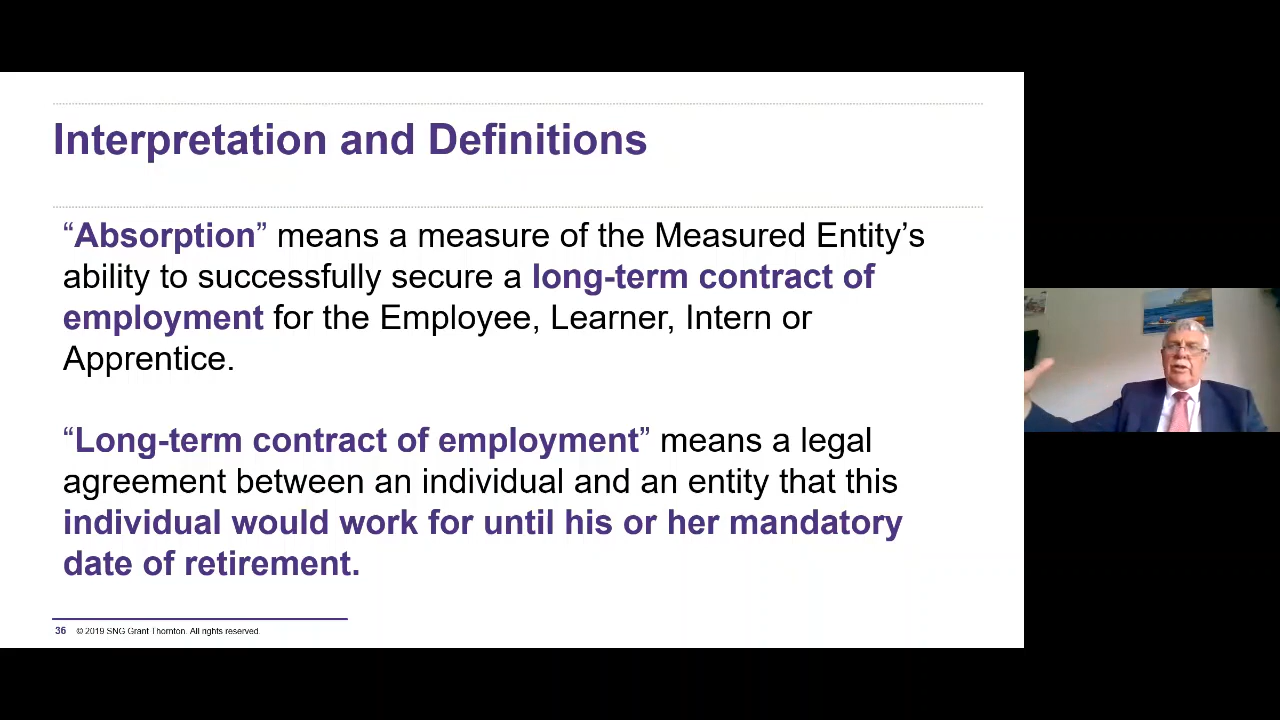 Interpretation and Definitions
“Absorption” means a measure of the Measured Entity’s
ability to successfully secure a long-term contract of
employment for the Employee, Learner, Intern or
Apprentice.
“Long-term contract of employment” means a legal
agreement between an individual and an entity that this
individual would work for until his or her mandatory
date of retirement.
36 © 2019 SNG Grant Thornton. All rights reserved.